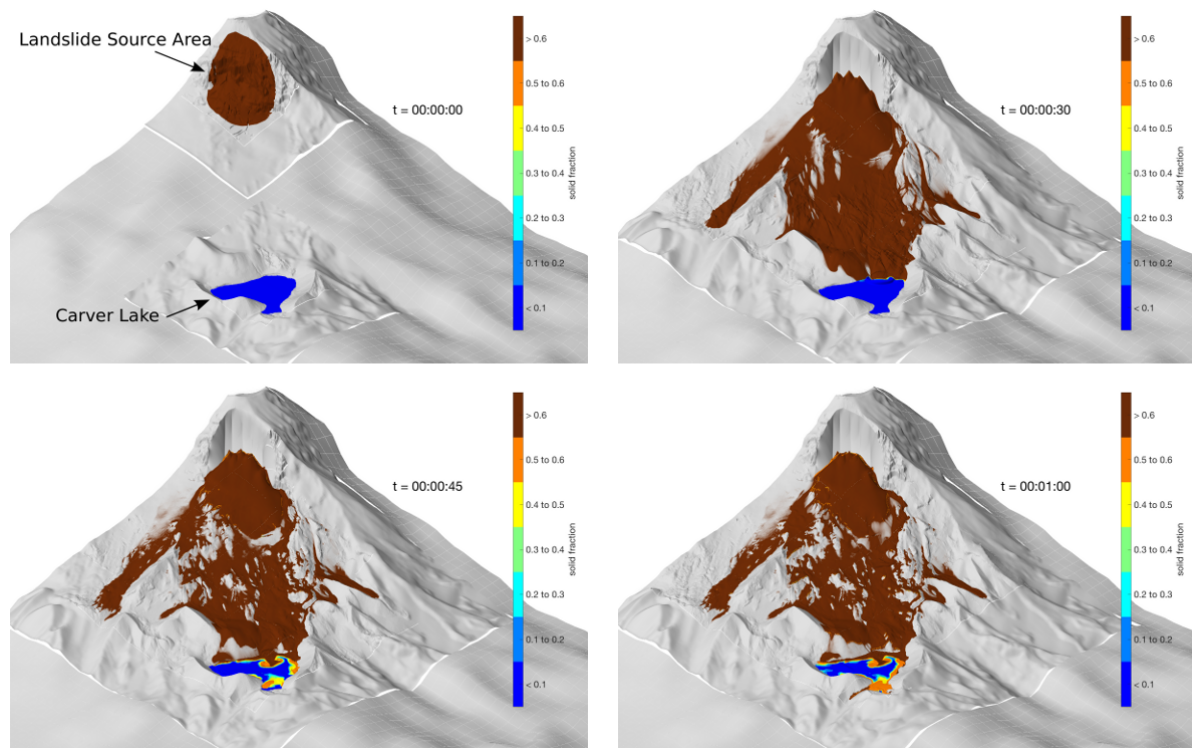 Landslide Source Area
Carver Lake
t = 00:00:00
> 0.6
0.5 to 0.6
0.4 to 0.5
0.3 to 0.4
0.2 to 0.3
0.1 to 0.2
< 0.1
solid fraction
t = 00:00:30
> 0.6
0.5 to 0.6
0.4 to 0.5
0.3 to 0.4
0.2 to 0.3
0.1 to 0.2
< 0.1
solid fraction
t = 00:00:45
> 0.6
0.5 to 0.6
0.4 to 0.5
0.3 to 0.4
0.2 to 0.3
0.1 to 0.2
< 0.1
solid fraction
t = 00:01:00
> 0.6
0.5 to 0.6
0.4 to 0.5
0.3 to 0.4
0.2 to 0.3
0.1 to 0.2
< 0.1
solid fraction